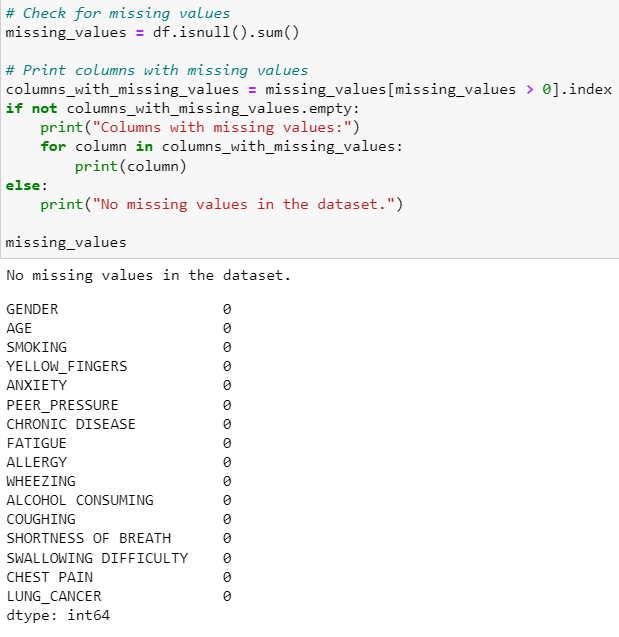 # Check for missing values
missing_values = df.isnull().sum()
# Print columns with missing values
columns_with_missing_values = missing_values[missing_values > 0].index
if not columns_with_missing_values.empty:
    print("Columns with missing values:")
    for column in columns_with_missing_values:
        print(column)
else:
    print("No missing values in the dataset.")
missing_values
No missing values in the dataset.
GENDER 0
AGE 0
SMOKING 0
YELLOW_FINGERS 0
ANXIETY 0
PEER_PRESSURE 0
CHRONIC DISEASE 0
FATIGUE 0
ALLERGY 0
WHEEZING 0
ALCOHOL CONSUMING 0
COUGHING 0
SHORTNESS OF BREATH 0
SWALLOWING DIFFICULTY 0
CHEST PAIN 0
LUNG_CANCER 0
dtype: int64